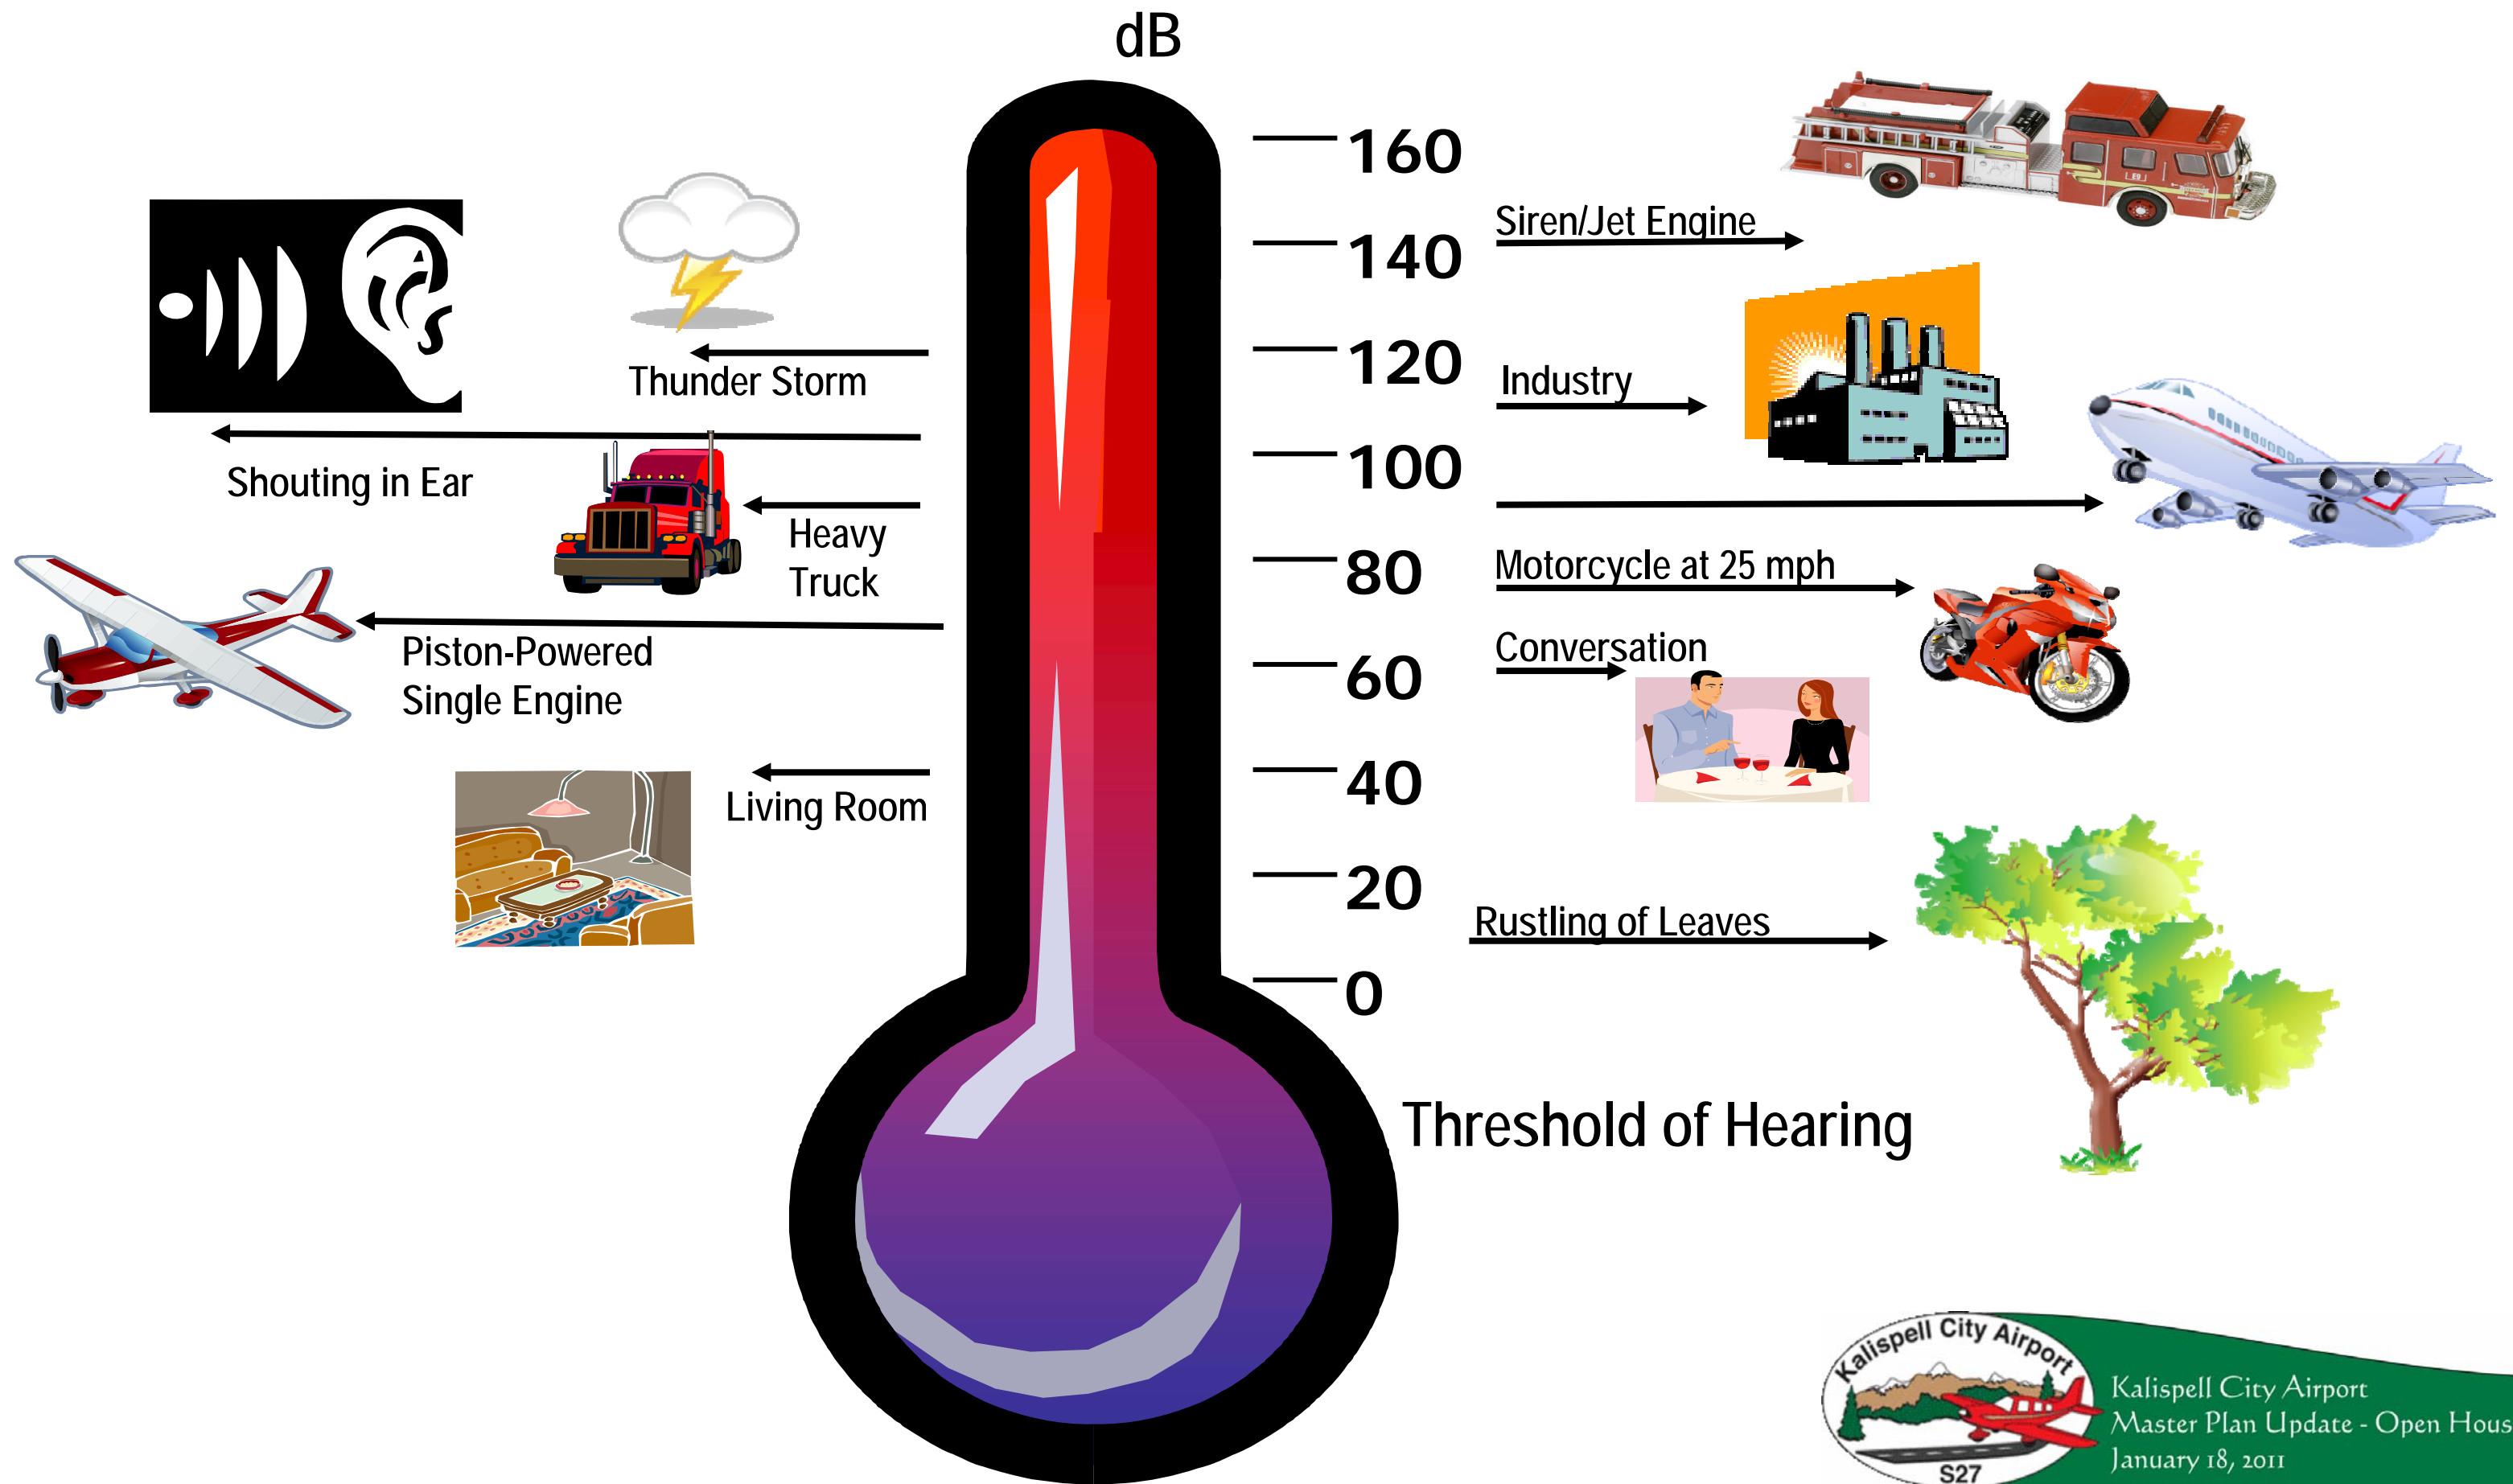 dB
160
140
120
100
80
60
40
20
0
Thunder Storm
Shouting in Ear
Heavy
Truck
Piston-Powered
Single Engine
Living Room
Siren/Jet Engine
Industry
Motorcycle at 25 mph
Conversation
Rustling of Leaves
Threshold of Hearing
Kalispell City Airport
S27
Kalispell City Airport
Master Plan Update - Open Hous
January 18, 2011